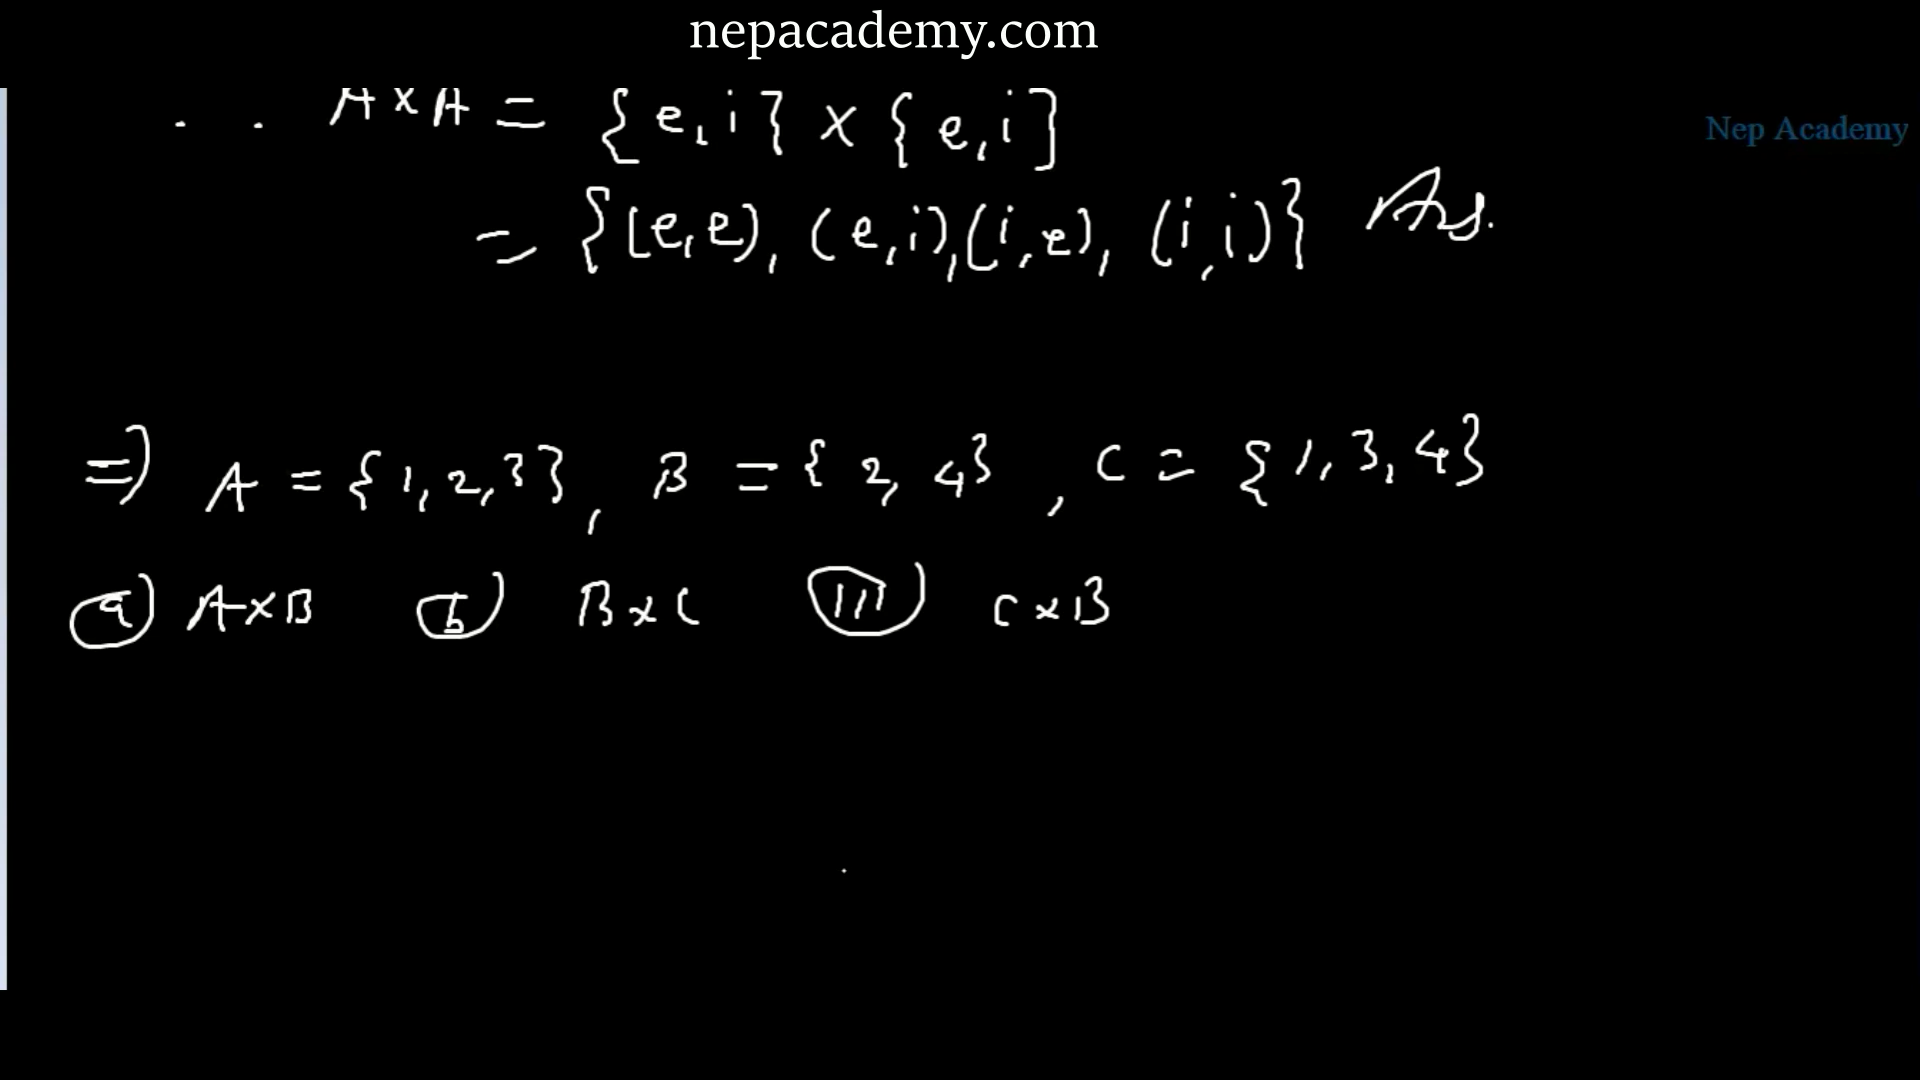 nepacademy.com
. . A × A = {e, i} × {e, i]
Nep Academy
= {(e, e), (e, i), (i, e), (i, i)} Ans.
⇒) A = {1, 2, 3}, B = {2, 4}, C = {1, 3, 4}
a) A×B b) B×C III) C×B